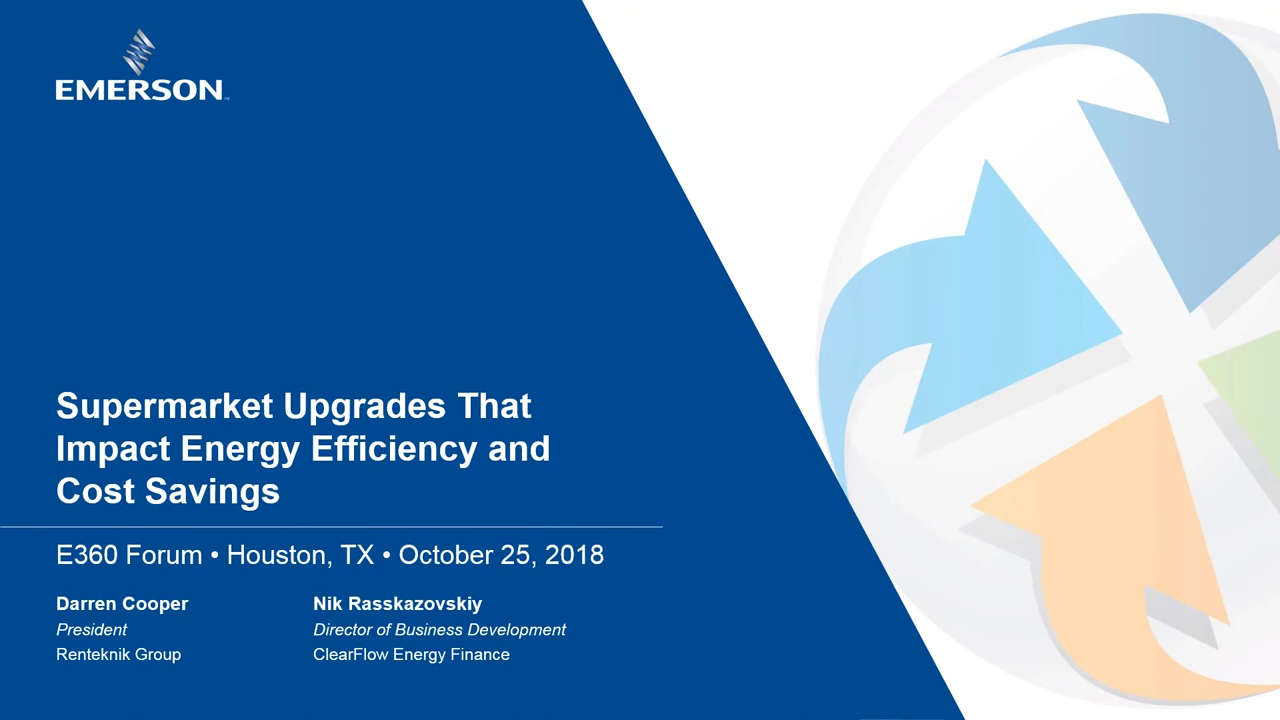 EMERSON™
Supermarket Upgrades That
Impact Energy Efficiency and
Cost Savings
E360 Forum • Houston, TX • October 25, 2018
Darren Cooper
President
Renteknik Group
Nik Rasskazovskiy
Director of Business Development
ClearFlow Energy Finance